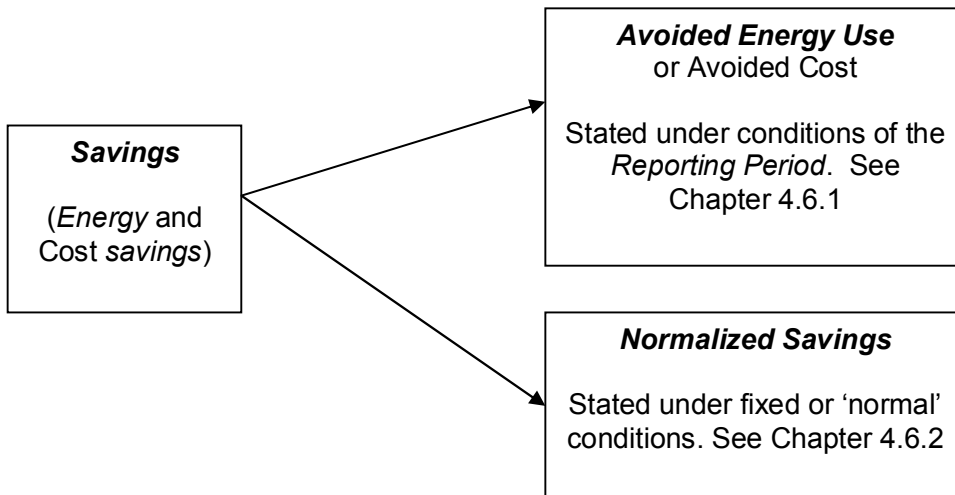 Savings
(Energy and
Cost savings)
Avoided Energy Use
or Avoided Cost
Stated under conditions of the
Reporting Period. See
Chapter 4.6.1
Normalized Savings
Stated under fixed or ‘normal’
conditions. See Chapter 4.6.2